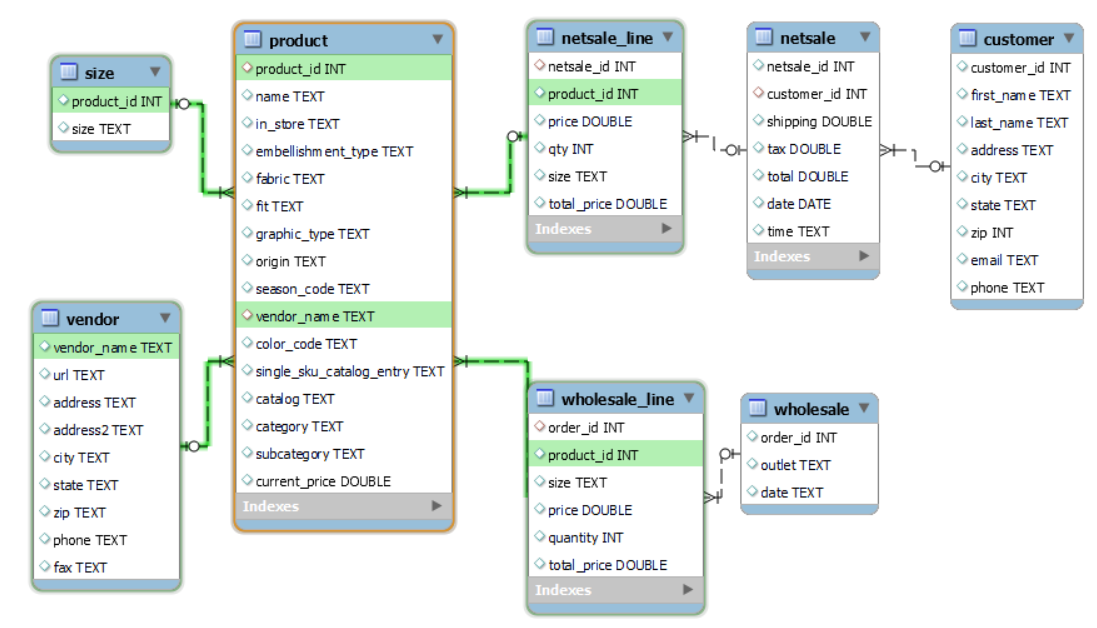 size
product_id INT
size TEXT
vendor
vendor_name TEXT
url TEXT
address TEXT
address2 TEXT
city TEXT
state TEXT
zip TEXT
phone TEXT
fax TEXT
product
product_id INT
name TEXT
in_store TEXT
embellishment_type TEXT
fabric TEXT
fit TEXT
graphic_type TEXT
origin TEXT
season_code TEXT
vendor_name TEXT
color_code TEXT
single_sku_catalog_entry TEXT
catalog TEXT
category TEXT
subcategory TEXT
current_price DOUBLE
Indexes
netsale_line
netsale_id INT
product_id INT
price DOUBLE
qty INT
size TEXT
total_price DOUBLE
Indexes
netsale
netsale_id INT
customer_id INT
shipping DOUBLE
tax DOUBLE
total DOUBLE
date DATE
time TEXT
Indexes
customer
customer_id INT
first_name TEXT
last_name TEXT
address TEXT
city TEXT
state TEXT
zip INT
email TEXT
phone TEXT
wholesale_line
order_id INT
product_id INT
size TEXT
price DOUBLE
quantity INT
total_price DOUBLE
Indexes
wholesale
order_id INT
outlet TEXT
date TEXT